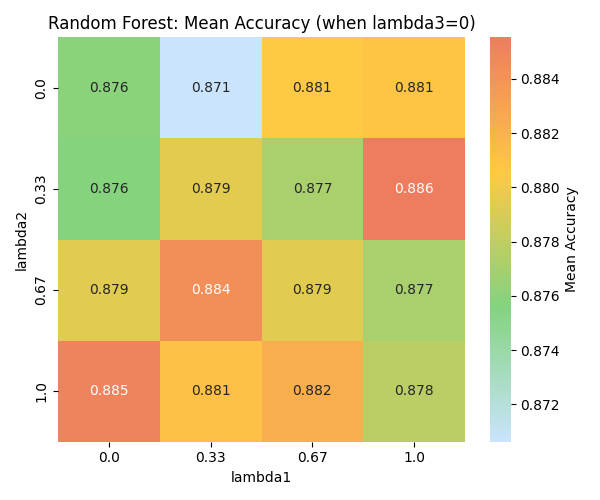 Random Forest: Mean Accuracy (when lambda3=0)
0.0 0.876 0.871 0.881 0.881
0.33 0.876 0.879 0.877 0.886
0.67 0.879 0.884 0.879 0.877
1.0 0.885 0.881 0.882 0.878
0.0 0.33 0.67 1.0
lambda1
lambda2
0.884
0.882
0.880
0.878
0.876
0.874
0.872
Mean Accuracy